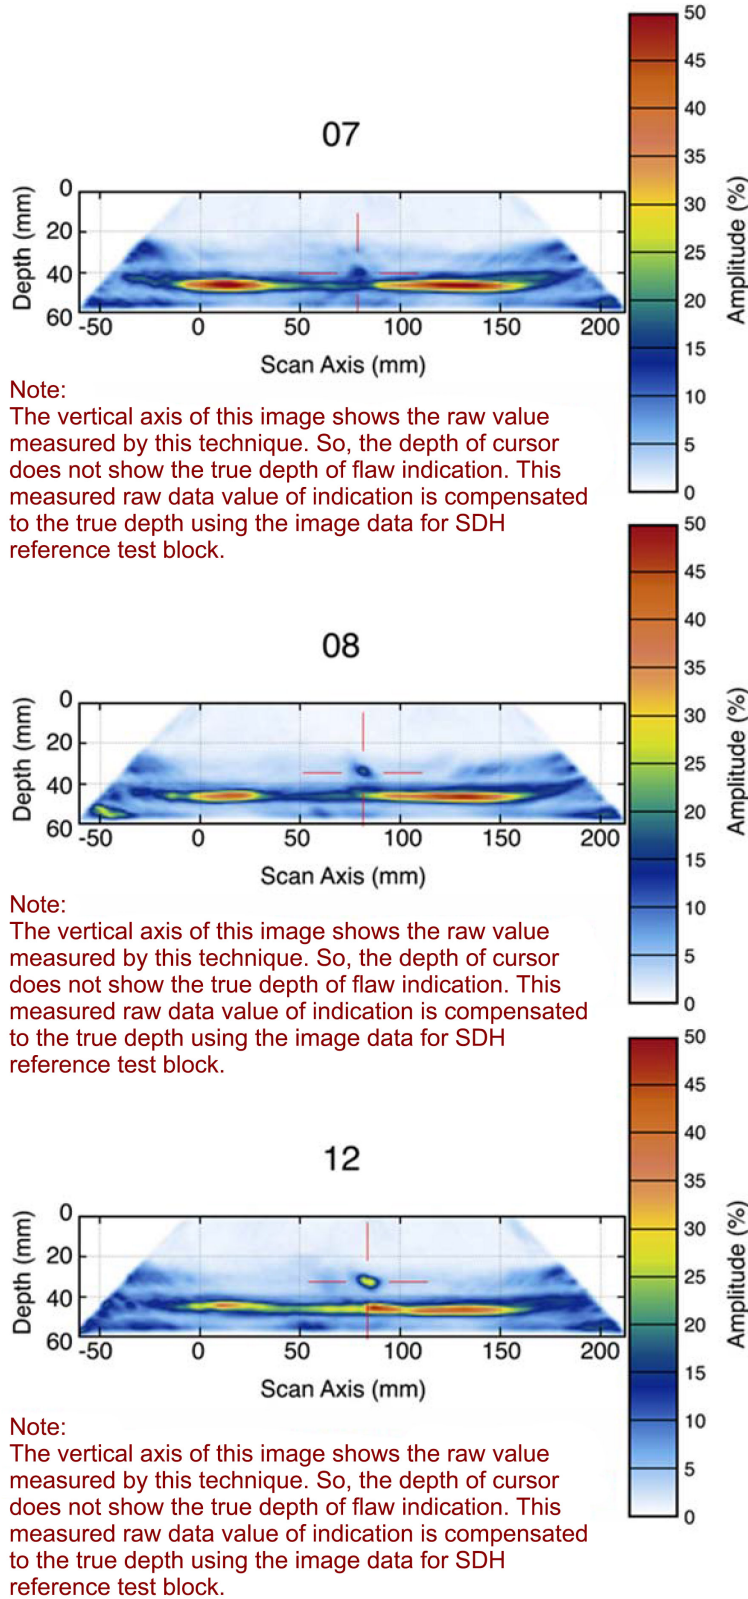 50
45
40
35
30
25
20
15
10
5
0
Amplitude (%)
07
0
20
40
60
Depth (mm)
-50 0 50 100 150 200
Scan Axis (mm)
Note:
The vertical axis of this image shows the raw value
measured by this technique. So, the depth of cursor
does not show the true depth of flaw indication. This
measured raw data value of indication is compensated
to the true depth using the image data for SDH
reference test block.
50
45
40
35
30
25
20
15
10
5
0
Amplitude (%)
08
0
20
40
60
Depth (mm)
-50 0 50 100 150 200
Scan Axis (mm)
Note:
The vertical axis of this image shows the raw value
measured by this technique. So, the depth of cursor
does not show the true depth of flaw indication. This
measured raw data value of indication is compensated
to the true depth using the image data for SDH
reference test block.
50
45
40
35
30
25
20
15
10
5
0
Amplitude (%)
12
0
20
40
60
Depth (mm)
-50 0 50 100 150 200
Scan Axis (mm)
Note:
The vertical axis of this image shows the raw value
measured by this technique. So, the depth of cursor
does not show the true depth of flaw indication. This
measured raw data value of indication is compensated
to the true depth using the image data for SDH
reference test block.